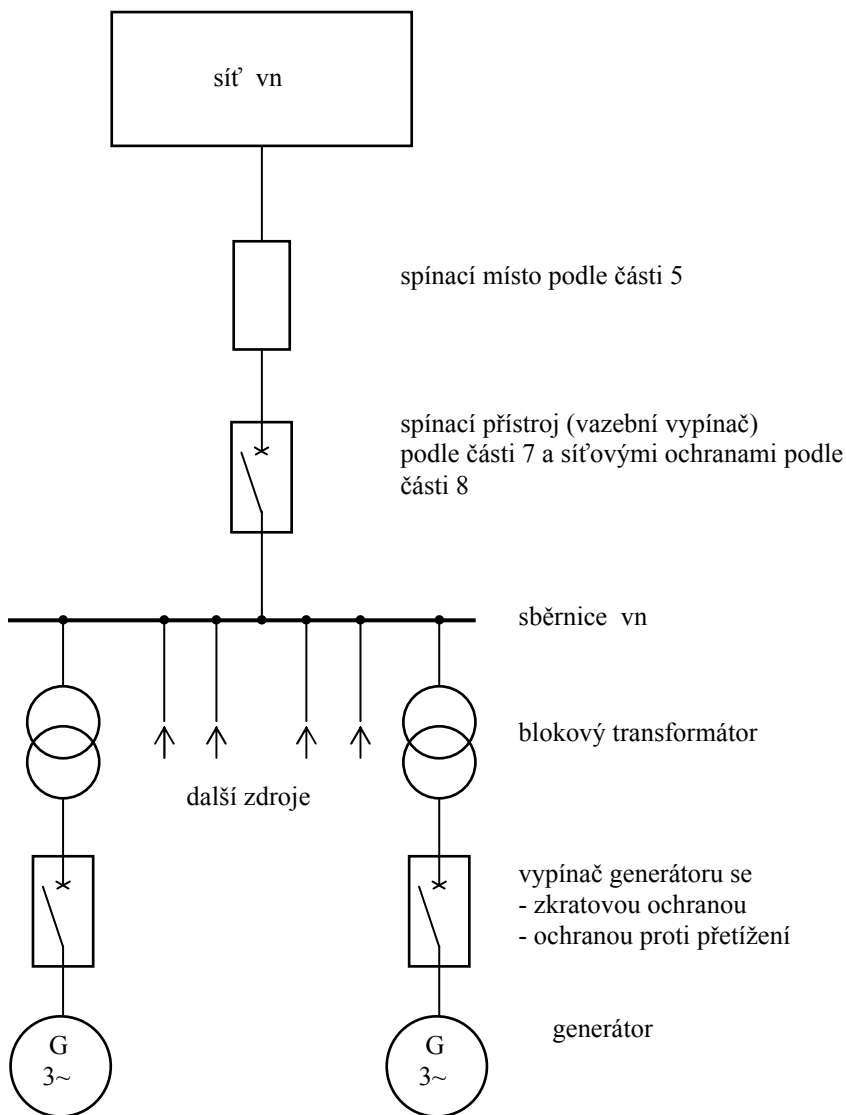 síť vn
spínací místo podle části 5
spínací přístroj (vazební vypínač)
podle části 7 a síťovými ochranami podle
části 8
sběrnice vn
blokový transformátor
další zdroje
vypínač generátoru se
- zkratovou ochranou
- ochranou proti přetížení
generátor
G
3~
G
3~